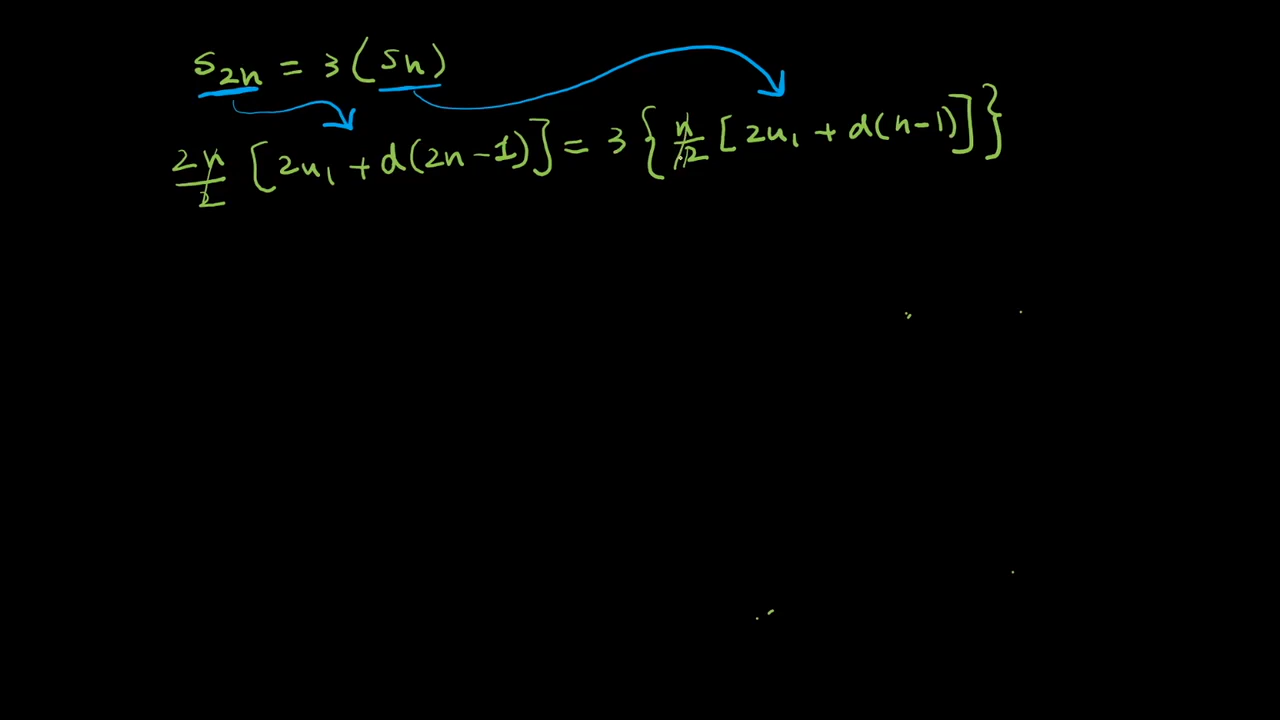 S₂ₙ = 3(Sₙ)
2n/2 [2u₁ + d(2n-1)] = 3{n/2 [2u₁ + d(n-1)]}